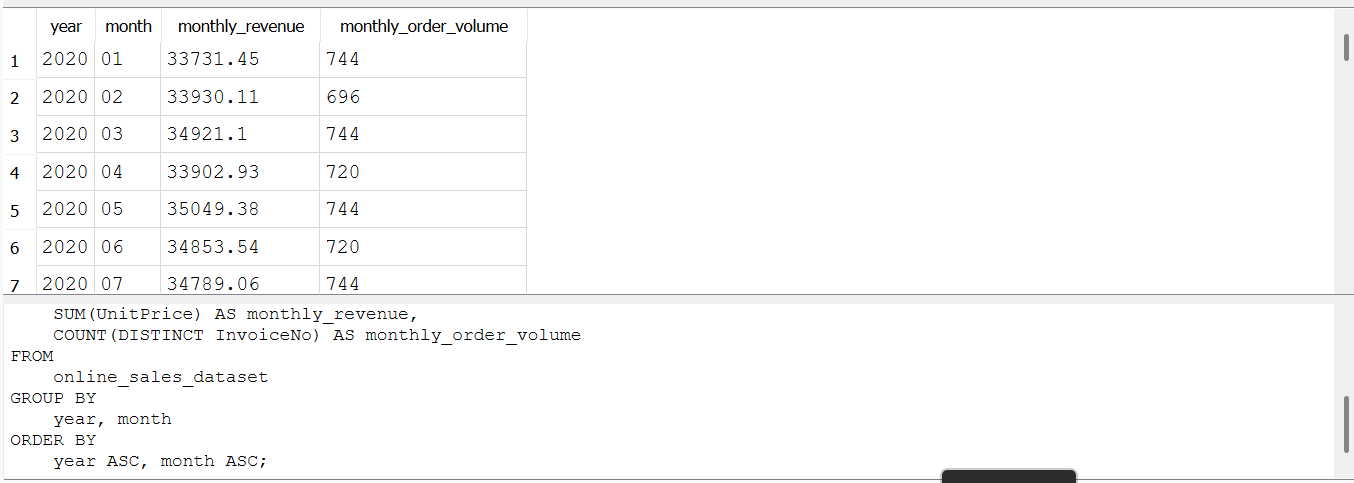 year month monthly_revenue monthly_order_volume
1 2020 01 33731.45 744
2 2020 02 33930.11 696
3 2020 03 34921.1 744
4 2020 04 33902.93 720
5 2020 05 35049.38 744
6 2020 06 34853.54 720
7 2020 07 34789.06 744
SUM(UnitPrice) AS monthly_revenue,
COUNT(DISTINCT InvoiceNo) AS monthly_order_volume
FROM
online_sales_dataset
GROUP BY
year, month
ORDER BY
year ASC, month ASC;